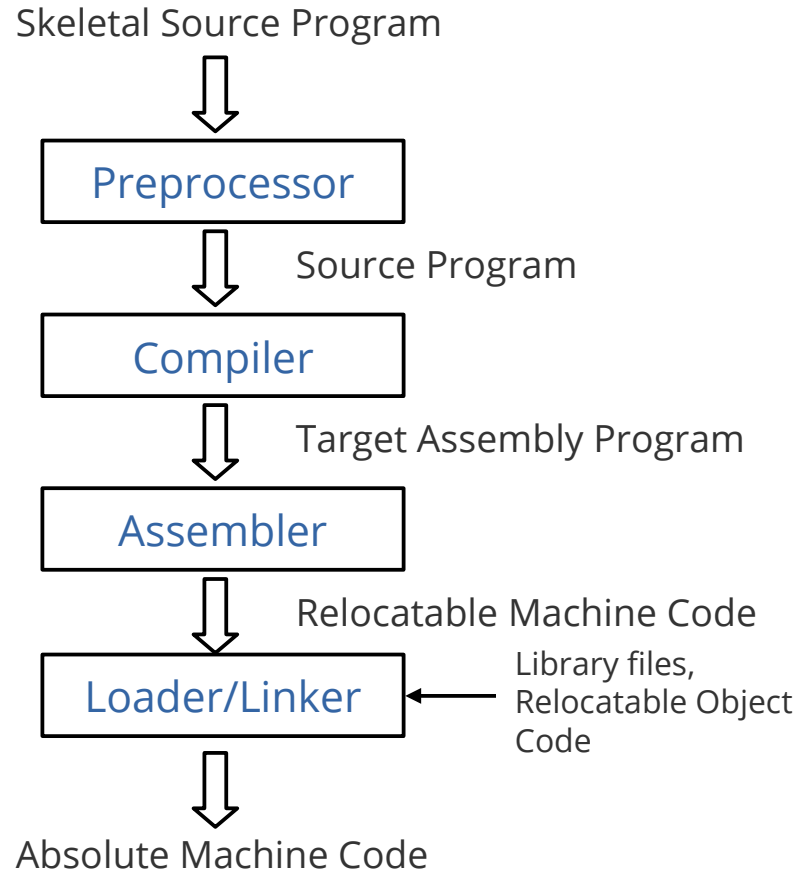 Skeletal Source Program
Preprocessor
Source Program
Compiler
Target Assembly Program
Assembler
Relocatable Machine Code
Loader/Linker
Library files,
Relocatable Object
Code
Absolute Machine Code